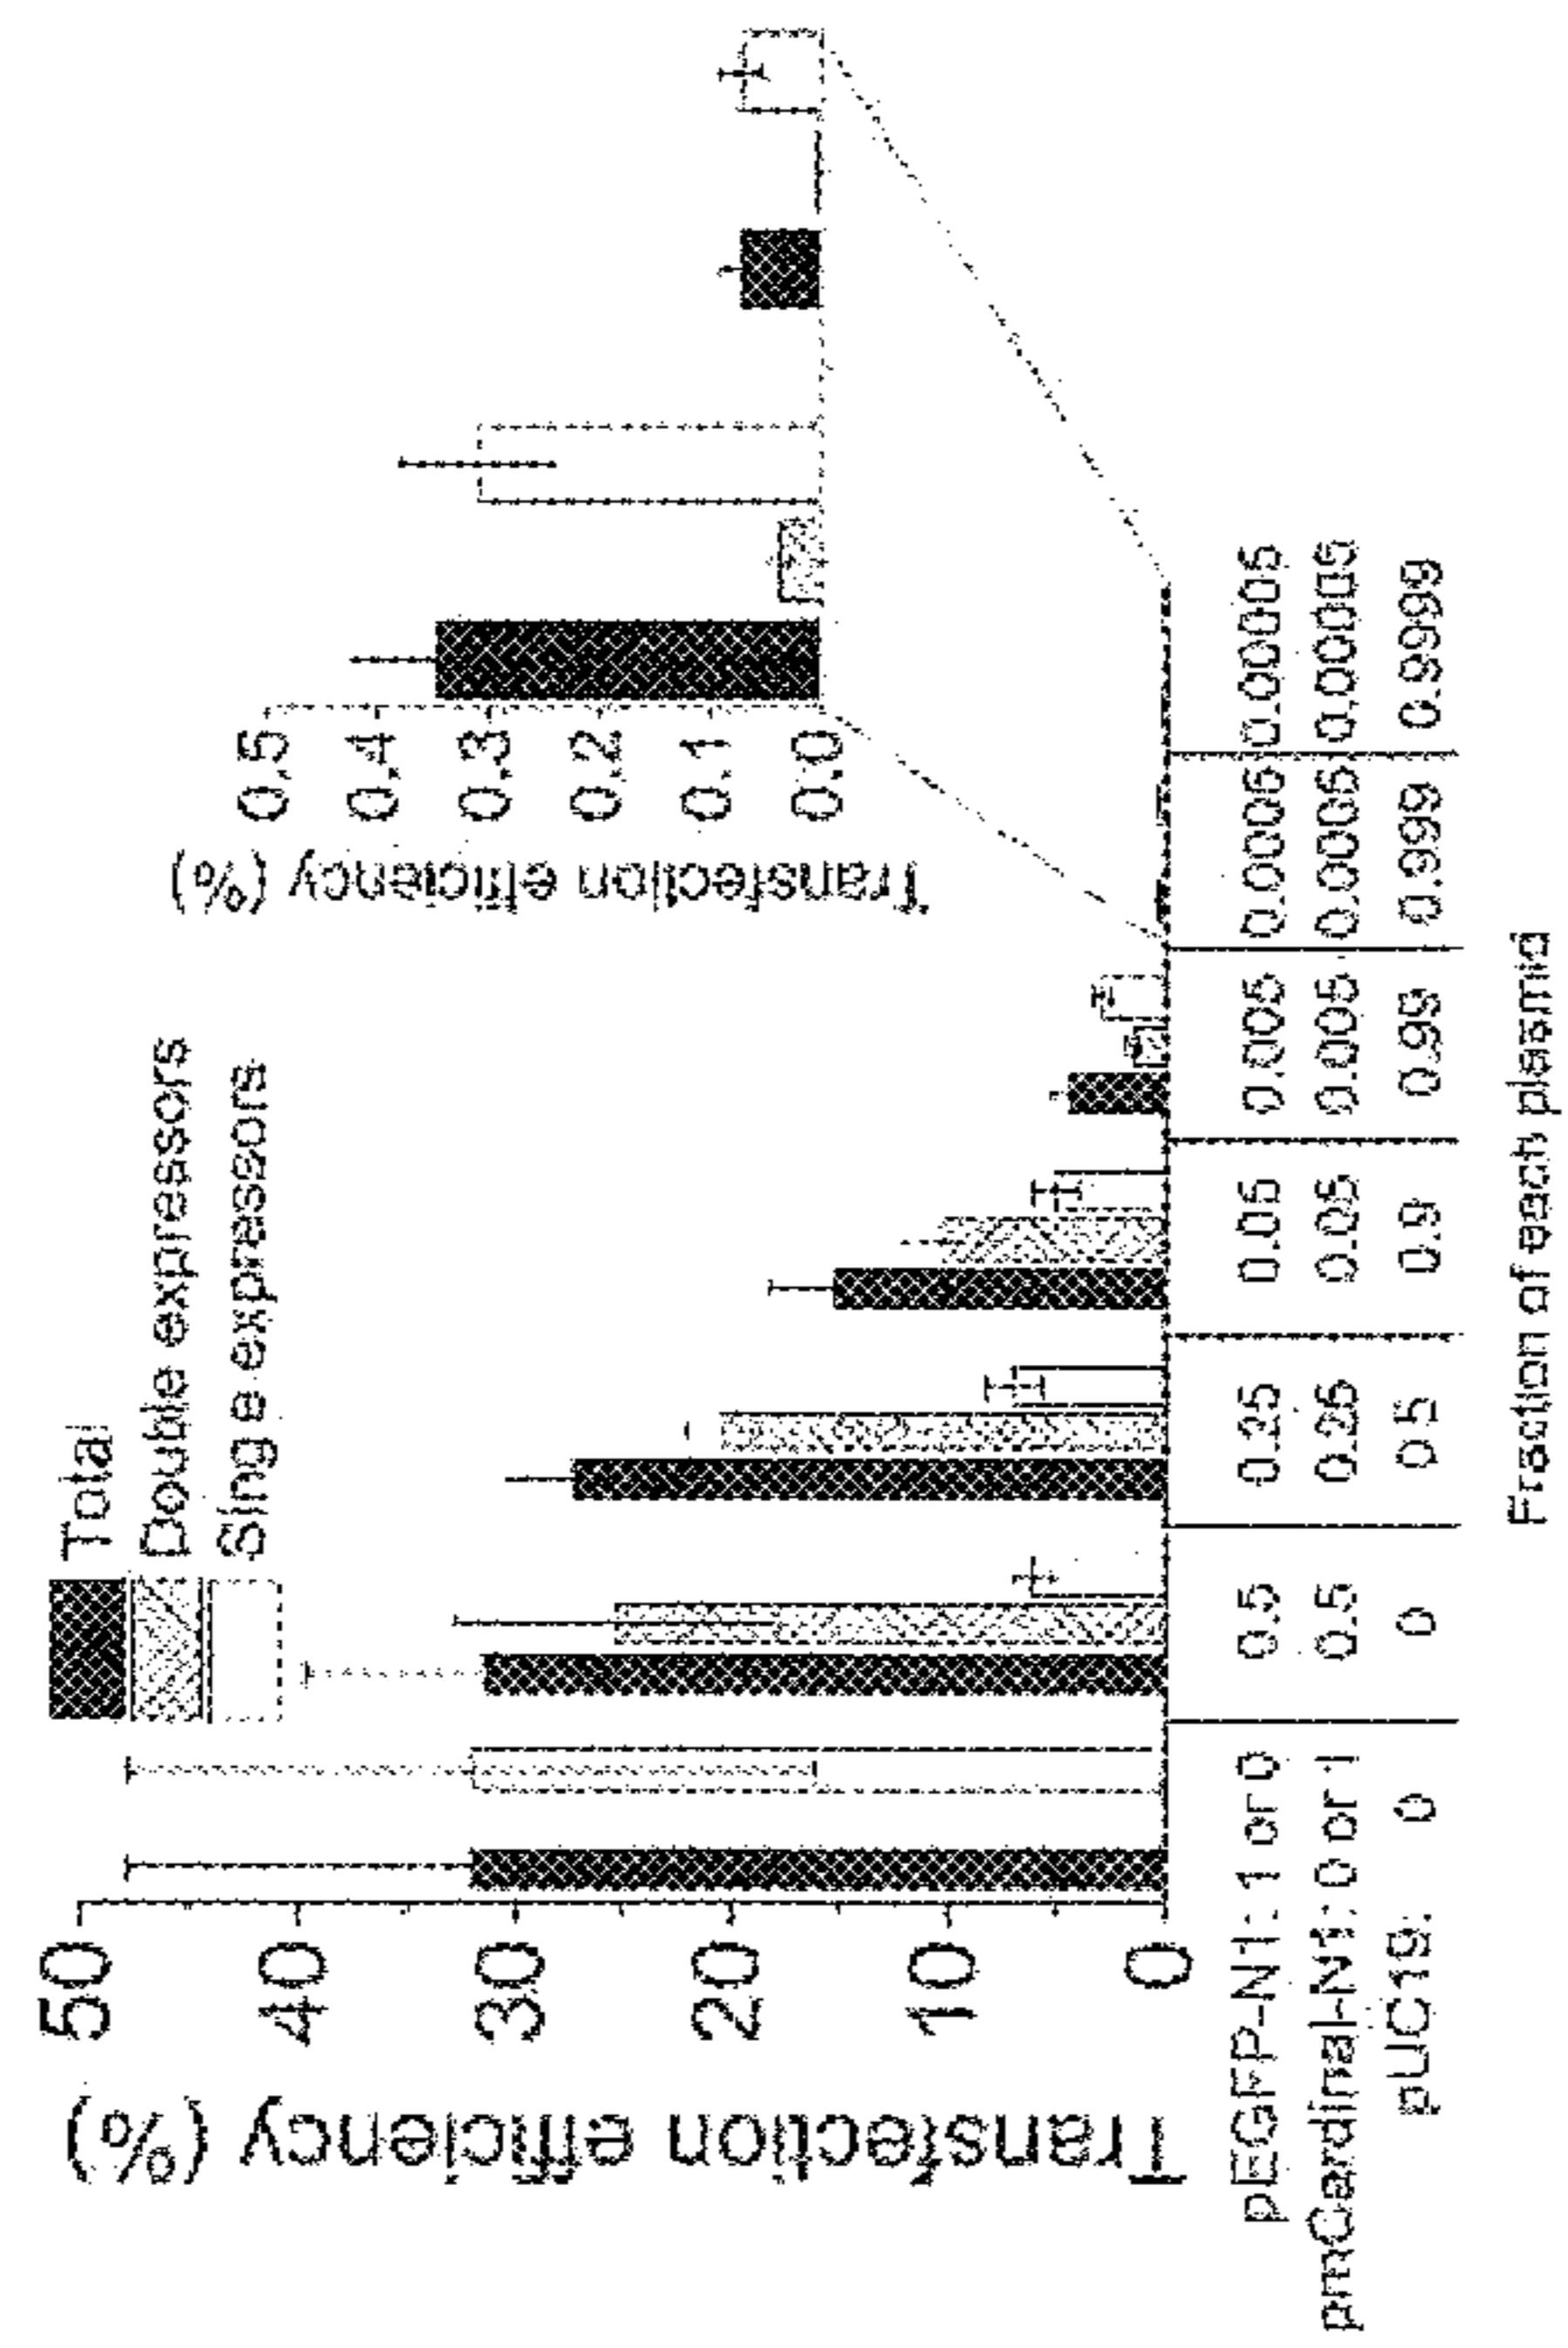 Total
Double expressors
Sing e expressors
Transfection efficiency (%)
50
40
30
20
10
0
Transfection efficiency (%)
0.5
0.4
0.3
0.2
0.1
0.0
pEGFP-N1: 1 or 0 0.5 0.25 0.05 0.005 0.0005 0.00005
pmCardinal-N1: 0 or 1 0.5 0.25 0.05 0.005 0.0005 0.00005
pUC19: 0 0 0.5 0.9 0.99 0.999 0.9999
Fraction of each plasmid